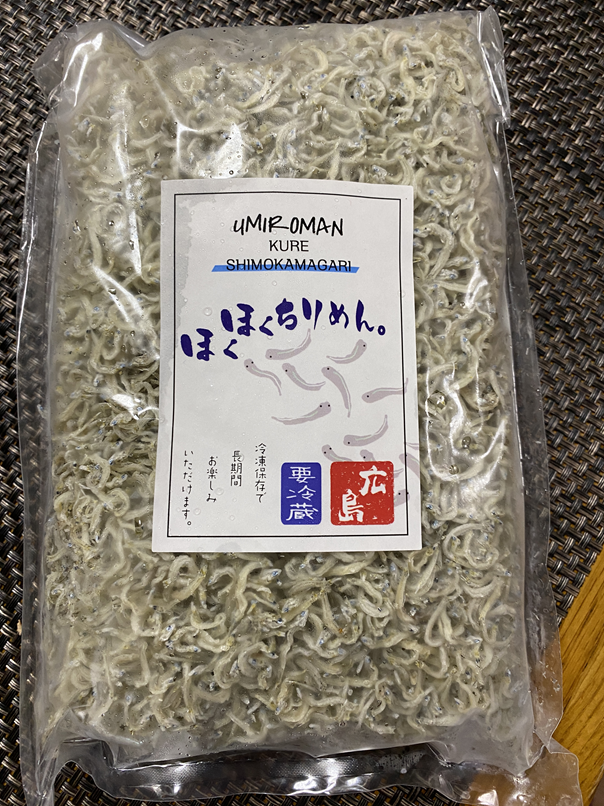 UMIROMAN
KURE
SHIMOKAMAGARI
ほくほくちりめん。
冷凍保存で
長期間
お楽しみ
いただけます。
要冷蔵
広島